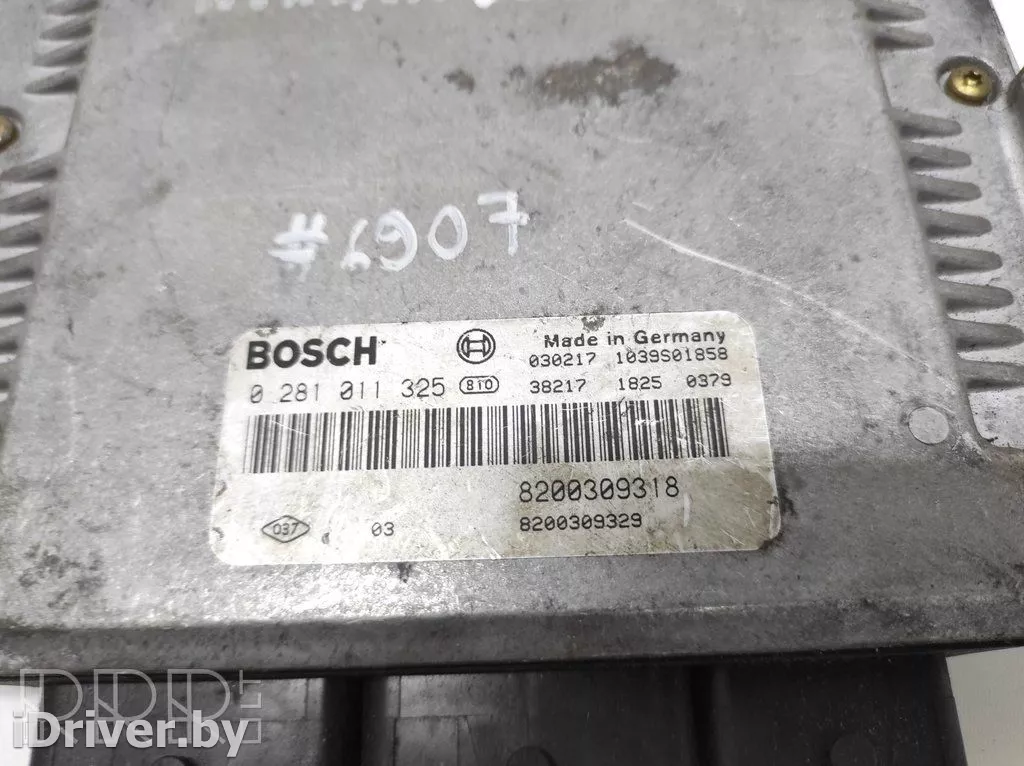 #6907
BOSCH
Made in Germany
030217 1039S01858
0 281 011 325 810 38217 1825 0379
8200309318
037 03 8200309329
iDriver.by